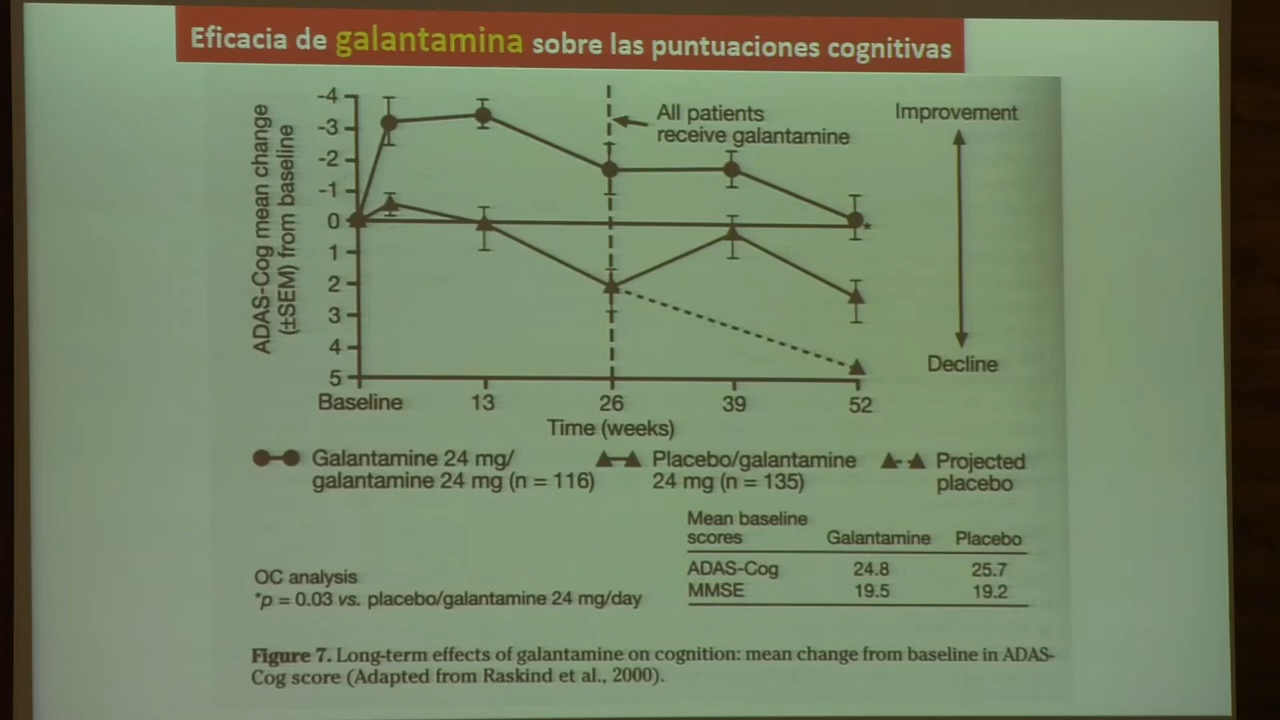 Eficacia de galantamina sobre las puntuaciones cognitivas
ADAS-Cog mean change
(±SEM) from baseline
-4
-3
-2
-1
0
1
2
3
4
5
All patients
receive galantamine
Improvement
Decline
*
Baseline
13
26
39
52
Time (weeks)
Galantamine 24 mg/
galantamine 24 mg (n = 116)
Placebo/galantamine
24 mg (n = 135)
Projected
placebo
Mean baseline
scores Galantamine Placebo
ADAS-Cog 24.8 25.7
MMSE 19.5 19.2
OC analysis
*p = 0.03 vs. placebo/galantamine 24 mg/day
Figure 7. Long-term effects of galantamine on cognition: mean change from baseline in ADAS-
Cog score (Adapted from Raskind et al., 2000).